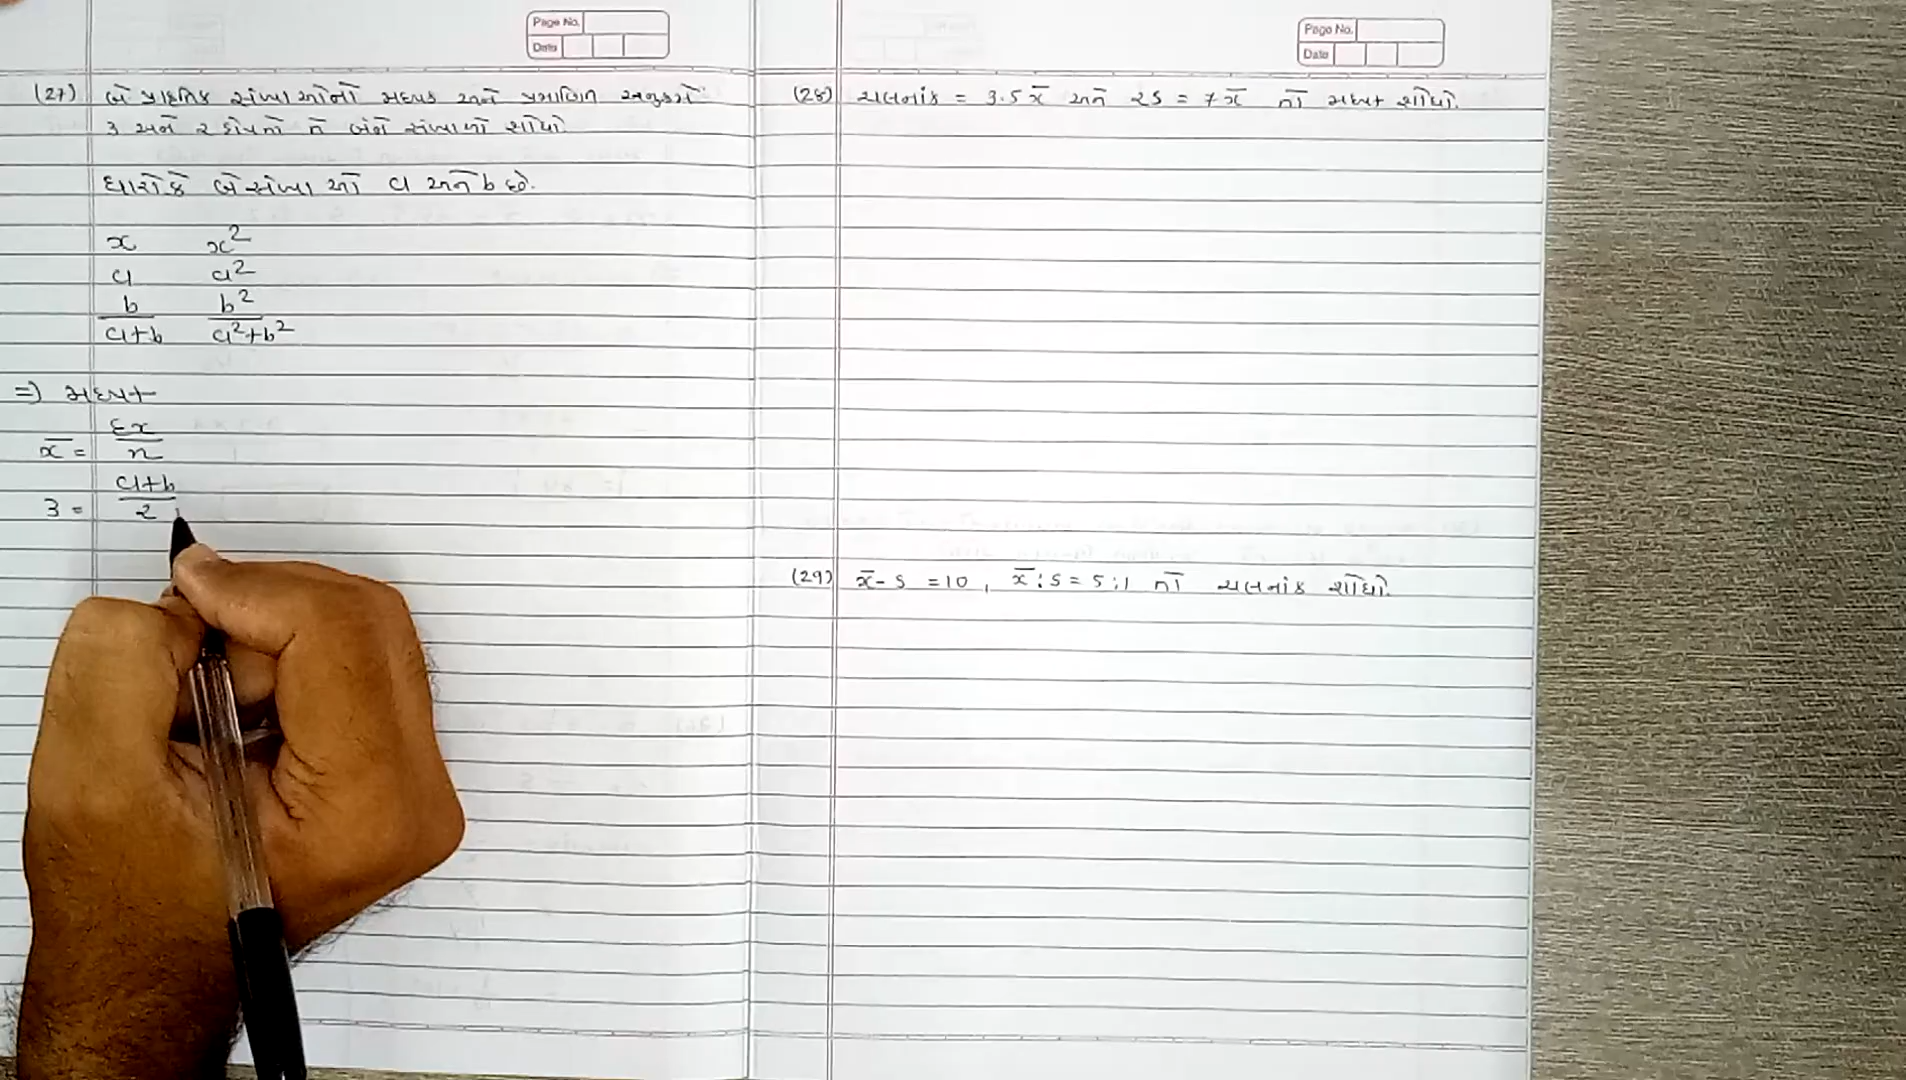 Page No.
Date
(27) બે પ્રાકૃતિક સંખ્યાઓનો મધ્યક અને પ્રમાણિત અનુક્રમે
3 અને 2 હોય તો તે બંને સંખ્યાઓ શોધો.
ધારો કે બે સંખ્યાઓ a અને b છે.
x x²
a a²
b b²
a+b a²+b²
=) મધ્યક
x̄ = Σx / n
3 = a+b / 2
Page No.
Date
(28) ચલનાંક = 3.5 x̄ અને 2S = 7x̄ તો મધ્યક શોધો.
(29) x̄ - s = 10, x̄ : s = 5 : 1 તો ચલનાંક શોધો.